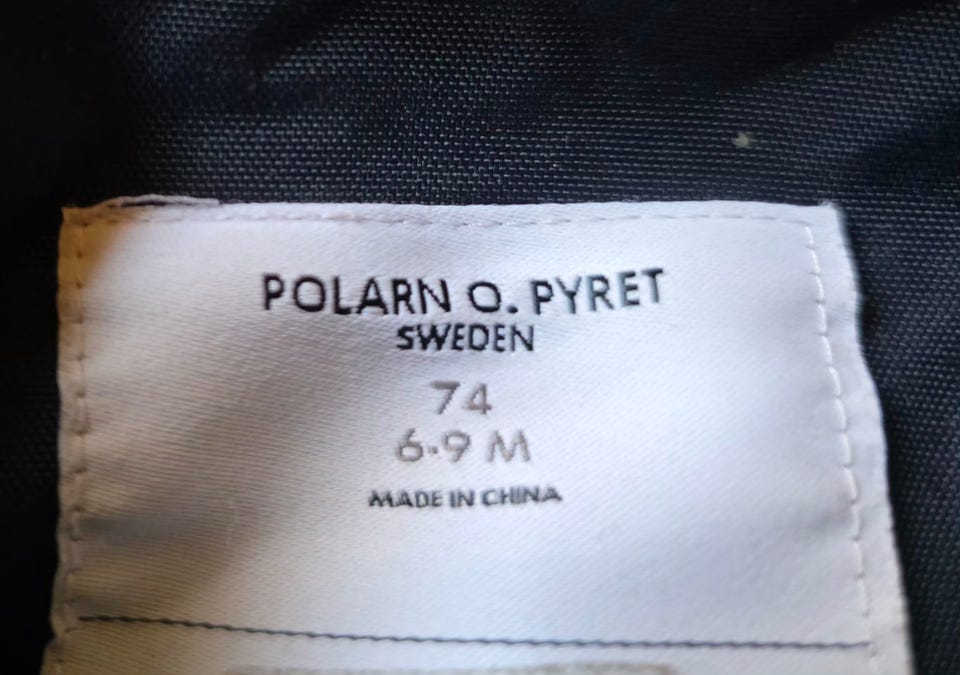 POLARN O. PYRET
SWEDEN
74
6-9 M
MADE IN CHINA